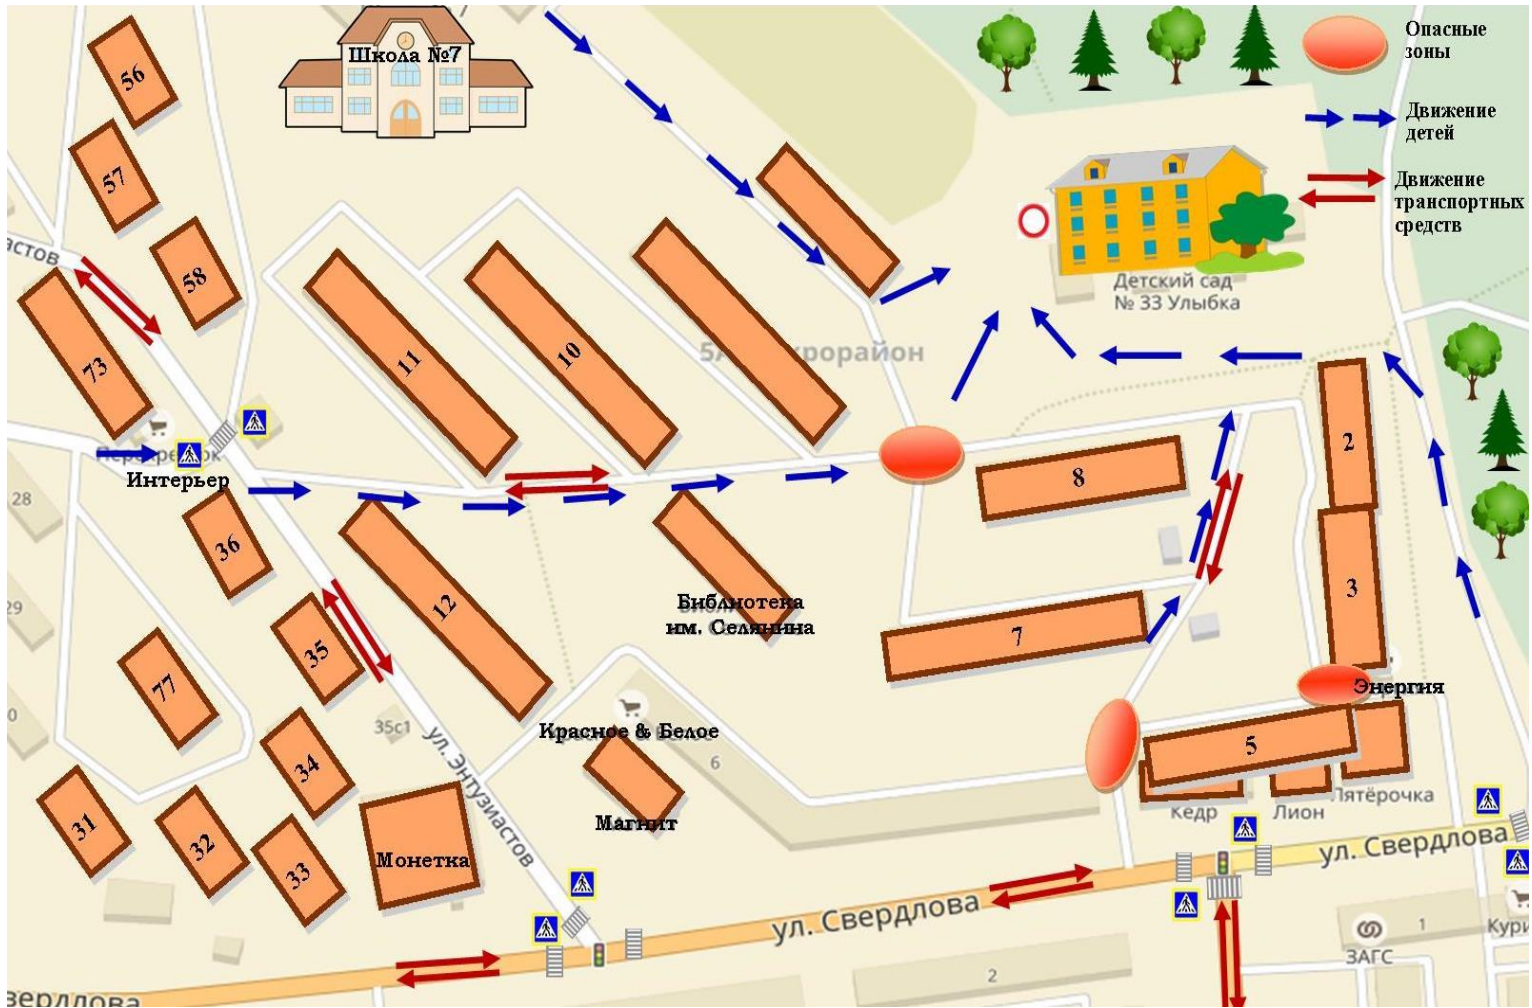 7
Школа №7
Опасные
зоны
56
Движение
детей
57
Движение
транспортных
средств
58
Детский сад
№ 33 Улыбка
73
11
10
2
Интерьер
8
28
36
3
29
12
Библиотека
им. Селянина
7
35
77
Энергия
35с1
Красное & Белое
5
6
34
ул. Энтузиастов
Пятёрочка
Кедр
Лион
31
32
Магнит
33
Монетка
ул. Свердлова
ул. Свердлова
1
ЗАГС
2